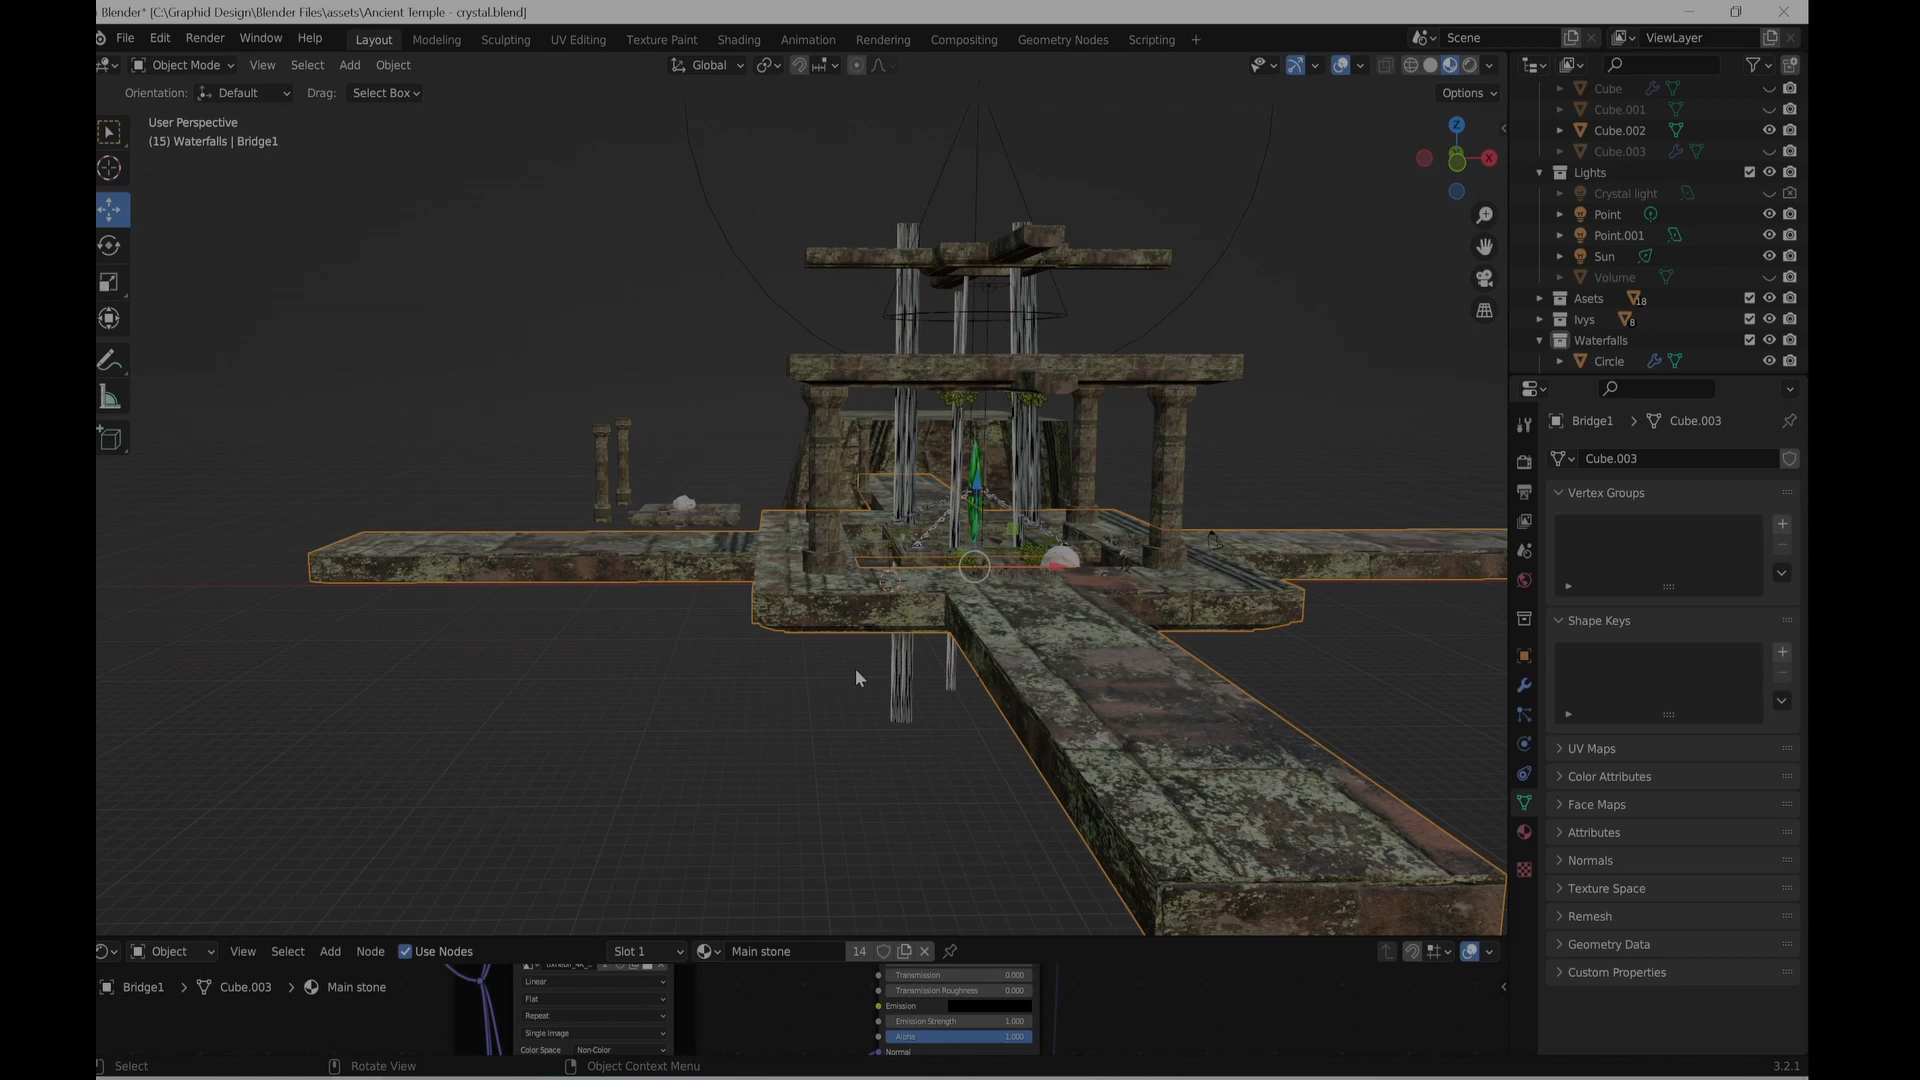 Blender* [C:\Graphid Design\Blender Files\assets\Ancient Temple - crystal.blend]
File Edit Render Window Help Layout Modeling Sculpting UV Editing Texture Paint Shading Animation Rendering Compositing Geometry Nodes Scripting + Scene ViewLayer
Object Mode View Select Add Object Global
Orientation: Default Drag: Select Box Options
User Perspective
(15) Waterfalls | Bridge1
Z
X
Cube
Cube.001
Cube.002
Cube.003
Lights
Crystal light
Point
Point.001
Sun
Volume
Asets 18
Ivys 8
Waterfalls
Circle
Bridge1 > Cube.003
Cube.003
Vertex Groups
Shape Keys
UV Maps
Color Attributes
Face Maps
Attributes
Normals
Texture Space
Remesh
Geometry Data
Custom Properties
Object View Select Add Node Use Nodes Slot 1 Main stone 14
Bridge1 > Cube.003 > Main stone
Linear
Flat
Repeat
Single Image
Color Space Non-Color
Transmission 0.000
Transmission Roughness 0.000
Emission
Emission Strength 1.000
Alpha 1.000
Normal
Select Rotate View Object Context Menu 3.2.1